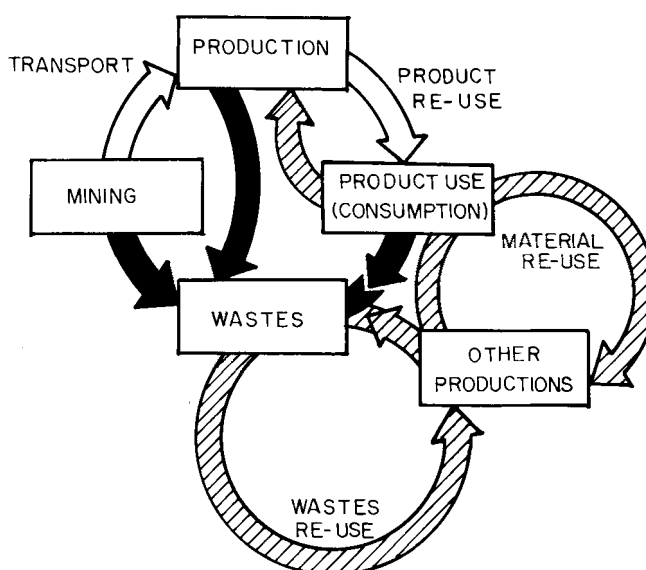 PRODUCTION
TRANSPORT
PRODUCT
RE-USE
MINING
PRODUCT USE
(CONSUMPTION)
MATERIAL
RE-USE
WASTES
OTHER
PRODUCTIONS
WASTES
RE-USE